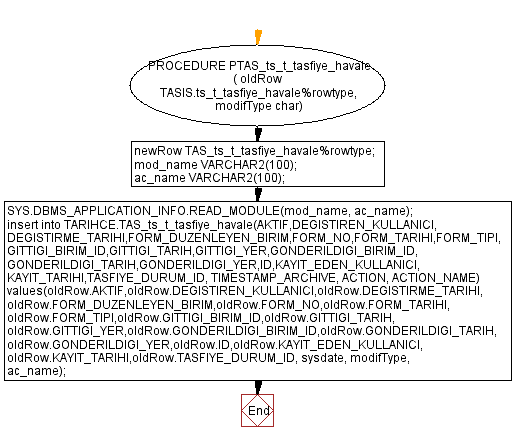 PROCEDURE PTAS_ts_t_tasfiye_havale
( oldRow
TASIS.ts_t_tasfiye_havale%rowtype,
modifType char)
newRow TAS_ts_t_tasfiye_havale%rowtype;
mod_name VARCHAR2(100);
ac_name VARCHAR2(100);
SYS.DBMS_APPLICATION_INFO.READ_MODULE(mod_name, ac_name);
insert into TARIHCE.TAS_ts_t_tasfiye_havale(AKTIF,DEGISTIREN_KULLANICI,
DEGISTIRME_TARIHI,FORM_DUZENLEYEN_BIRIM,FORM_NO,FORM_TARIHI,FORM_TIPI,
GITTIGI_BIRIM_ID,GITTIGI_TARIH,GITTIGI_YER,GONDERILDIGI_BIRIM_ID,
GONDERILDIGI_TARIH,GONDERILDIGI_YER,ID,KAYIT_EDEN_KULLANICI,
KAYIT_TARIHI,TASFIYE_DURUM_ID, TIMESTAMP_ARCHIVE, ACTION, ACTION_NAME)
values(oldRow.AKTIF,oldRow.DEGISTIREN_KULLANICI,oldRow.DEGISTIRME_TARIHI,
oldRow.FORM_DUZENLEYEN_BIRIM,oldRow.FORM_NO,oldRow.FORM_TARIHI,
oldRow.FORM_TIPI,oldRow.GITTIGI_BIRIM_ID,oldRow.GITTIGI_TARIH,
oldRow.GITTIGI_YER,oldRow.GONDERILDIGI_BIRIM_ID,oldRow.GONDERILDIGI_TARIH,
oldRow.GONDERILDIGI_YER,oldRow.ID,oldRow.KAYIT_EDEN_KULLANICI,
oldRow.KAYIT_TARIHI,oldRow.TASFIYE_DURUM_ID, sysdate, modifType,
ac_name);
End